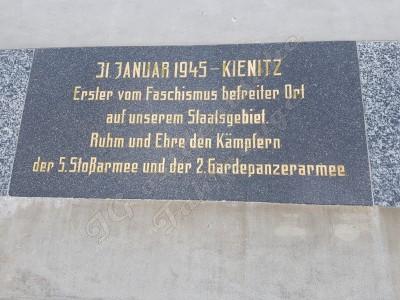 31. JANUAR 1945 – KIENITZ
Erster vom Faschismus befreiter Ort
auf unserem Staatsgebiet.
Ruhm und Ehre den Kämpfern
der 5. Stoßarmee und der 2. Gardepanzerarmee